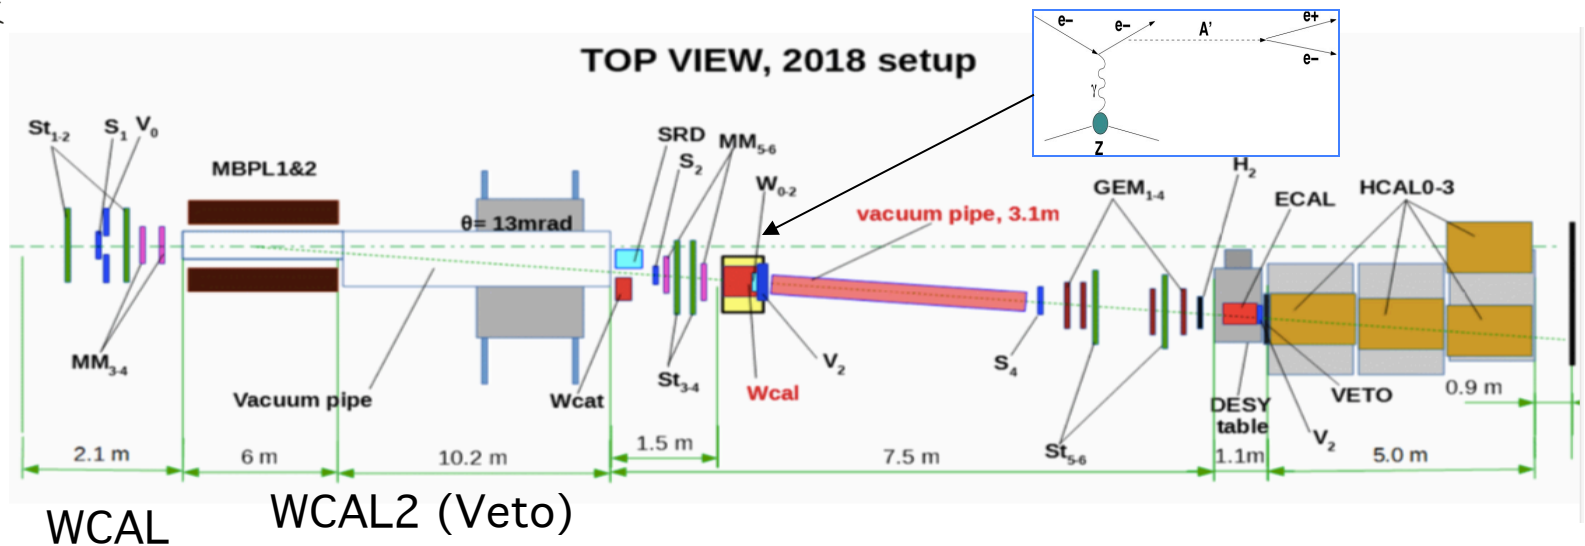 e– e– A' e+
e–
γ
Z
TOP VIEW, 2018 setup
St1-2 S1 V0
MBPL1&2
SRD
S2
MM5-6
W0-2
θ= 13mrad
vacuum pipe, 3.1m
GEM1-4
H2
ECAL
HCAL0-3
MM3-4
Vacuum pipe
Wcat
St3-4
Wcal
V2
S4
St5-6
DESY
table
VETO
V2
0.9 m
2.1 m
6 m
10.2 m
1.5 m
7.5 m
1.1m
5.0 m
WCAL
WCAL2 (Veto)